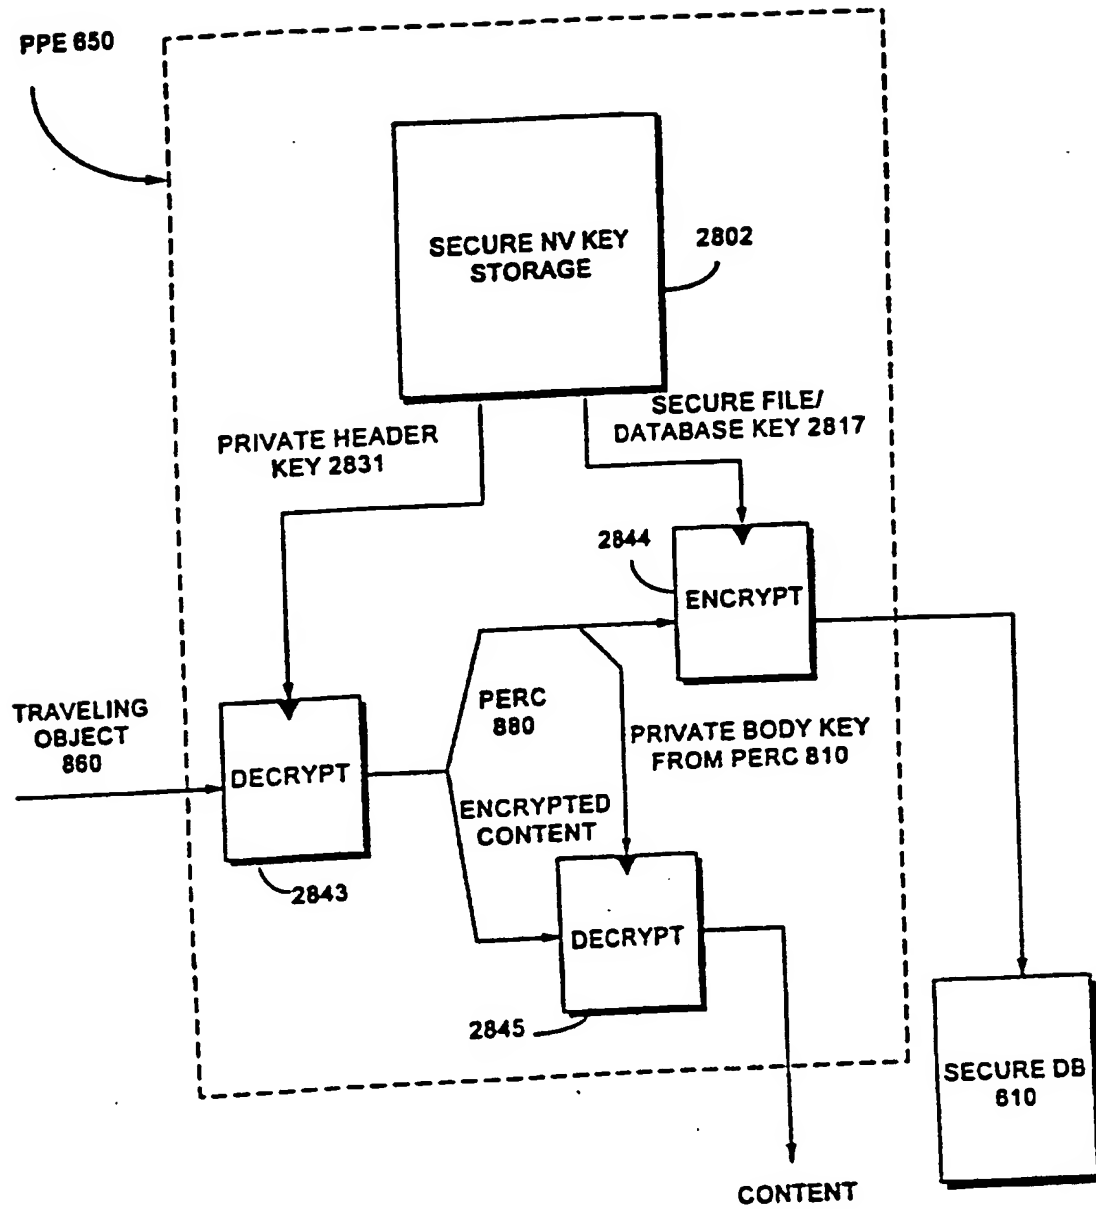 PPE 650
SECURE NV KEY
STORAGE
2802
PRIVATE HEADER
KEY 2831
SECURE FILE/
DATABASE KEY 2817
2844
ENCRYPT
TRAVELING
OBJECT
860
DECRYPT
PERC
880
PRIVATE BODY KEY
FROM PERC 810
ENCRYPTED
CONTENT
2843
DECRYPT
2845
SECURE DB
610
CONTENT